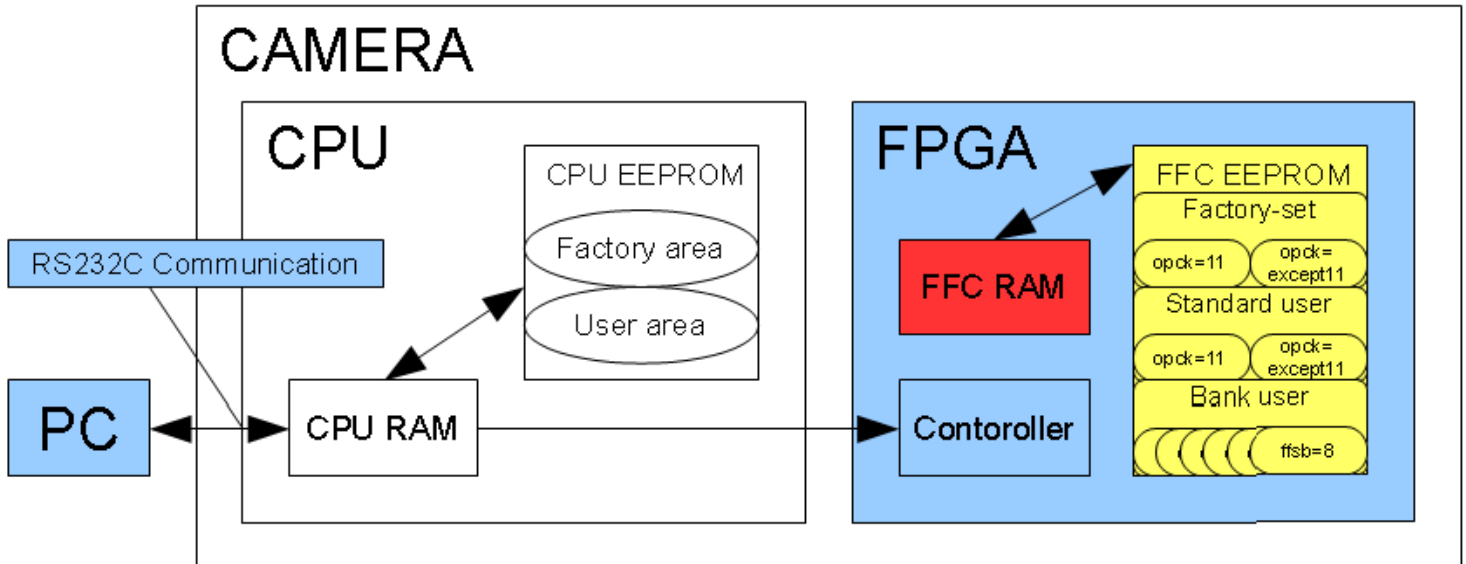 CAMERA
CPU
CPU EEPROM
Factory area
User area
RS232C Communication
PC
CPU RAM
FPGA
FFC RAM
Contoroller
FFC EEPROM
Factory-set
opck=11
opck=
except11
Standard user
opck=11
opck=
except11
Bank user
ffsb=8